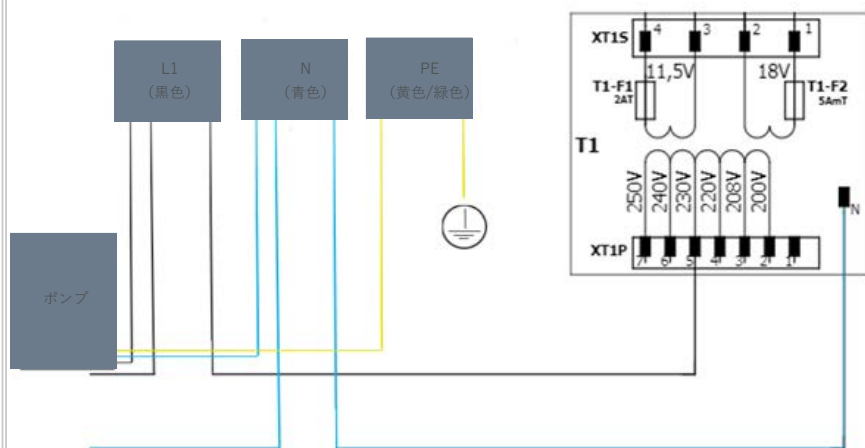 L1
（黒色）
N
（青色）
PE
（黄色/緑色）
ポンプ
XT1S
4
3
2
1
11,5V
18V
T1-F1
2AT
T1-F2
5AmT
T1
250V
240V
230V
220V
208V
200V
N
XT1P
7
6
5
4
3
2
1